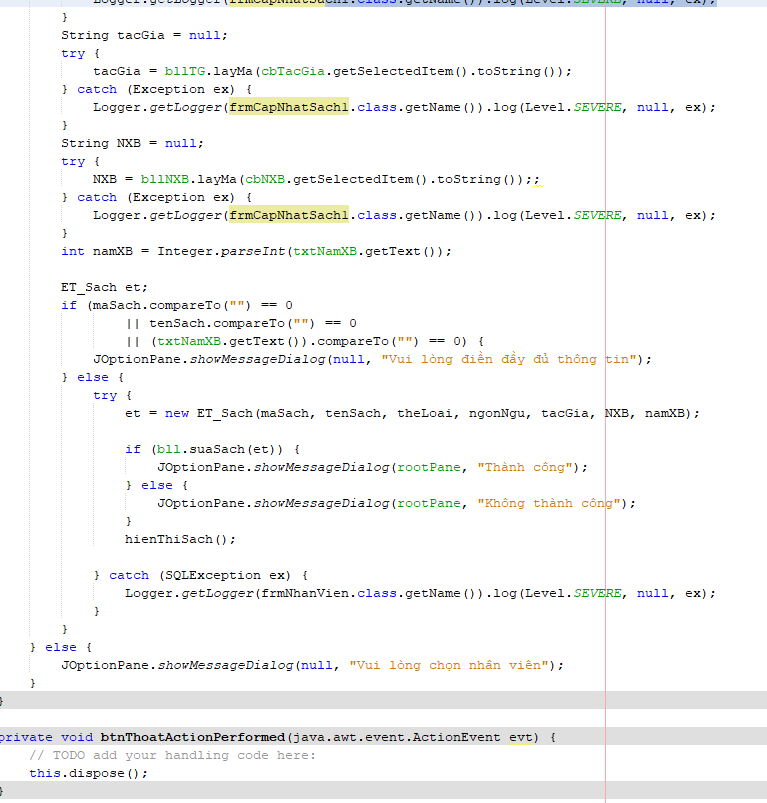 Logger.getLogger(frmCapNhatSach1.class.getName()).log(Level.SEVERE, null, ex);
}
String tacGia = null;
try {
tacGia = bllTG.layMa(cbTacGia.getSelectedItem().toString());
} catch (Exception ex) {
Logger.getLogger(frmCapNhatSach1.class.getName()).log(Level.SEVERE, null, ex);
}
String NXB = null;
try {
NXB = bllNXB.layMa(cbNXB.getSelectedItem().toString());;
} catch (Exception ex) {
Logger.getLogger(frmCapNhatSach1.class.getName()).log(Level.SEVERE, null, ex);
}
int namXB = Integer.parseInt(txtNamXB.getText());
ET_Sach et;
if (maSach.compareTo("") == 0
|| tenSach.compareTo("") == 0
|| (txtNamXB.getText()).compareTo("") == 0) {
JOptionPane.showMessageDialog(null, "Vui lòng điền đầy đủ thông tin");
} else {
try {
et = new ET_Sach(maSach, tenSach, theLoai, ngonNgu, tacGia, NXB, namXB);
if (bll.suaSach(et)) {
JOptionPane.showMessageDialog(rootPane, "Thành công");
} else {
JOptionPane.showMessageDialog(rootPane, "Không thành công");
}
hienThiSach();
} catch (SQLException ex) {
Logger.getLogger(frmNhanVien.class.getName()).log(Level.SEVERE, null, ex);
}
}
} else {
JOptionPane.showMessageDialog(null, "Vui lòng chọn nhân viên");
}
}
private void btnThoatActionPerformed(java.awt.event.ActionEvent evt) {
// TODO add your handling code here:
this.dispose();
}